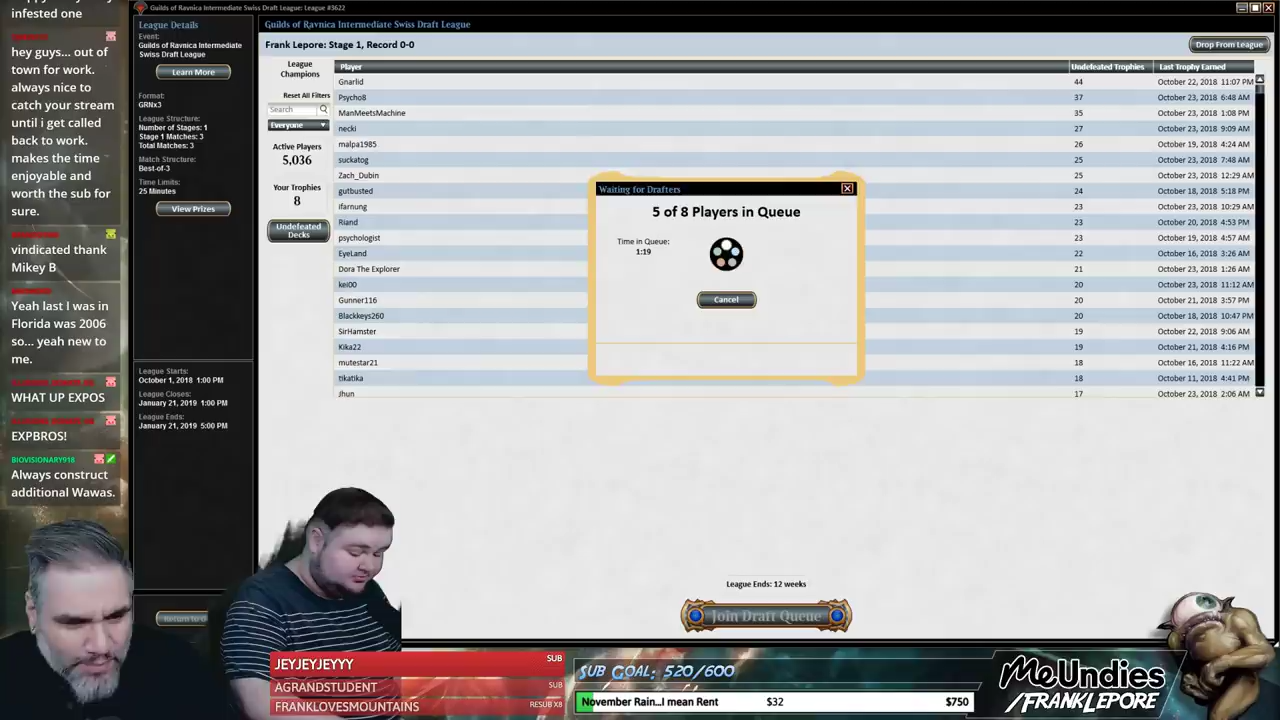 infested one
hey guys... out of
town for work.
always nice to
catch your stream
until i get called
back to work.
makes the time
enjoyable and
worth the sub for
sure.
vindicated thank
Mikey B
Yeah last I was in
Florida was 2006
so... yeah new to
me.
WHAT UP EXPOS
EXPBROS!
BIOVISIONARY918
Always construct
additional Wawas.
Guilds of Ravnica Intermediate Swiss Draft League: League #3622
League Details
Event:
Guilds of Ravnica Intermediate
Swiss Draft League
Learn More
Format:
GRNx3
League Structure:
Number of Stages: 1
Stage 1 Matches: 3
Total Matches: 3
Match Structure:
Best-of-3
Time Limits:
25 Minutes
View Prizes
League Starts:
October 1, 2018 1:00 PM
League Closes:
January 21, 2019 1:00 PM
League Ends:
January 21, 2019 5:00 PM
Guilds of Ravnica Intermediate Swiss Draft League
Frank Lepore: Stage 1, Record 0-0
Drop From League
League
Champions
Reset All Filters
Search
Everyone
Active Players
5,036
Your Trophies
8
Undefeated
Decks
Player Undefeated Trophies Last Trophy Earned
Gnarlid 44 October 22, 2018 11:07 PM
Psycho8 37 October 23, 2018 6:48 AM
ManMeetsMachine 35 October 23, 2018 1:08 PM
necki 27 October 23, 2018 9:09 AM
malpa1985 26 October 19, 2018 4:24 AM
suckatog 25 October 23, 2018 7:48 AM
Zach_Dubin 25 October 23, 2018 12:29 AM
gutbusted 24 October 18, 2018 5:18 PM
ifarnung 23 October 23, 2018 10:29 AM
Riand 23 October 20, 2018 4:53 PM
psychologist 23 October 19, 2018 4:57 AM
EyeLand 22 October 16, 2018 3:26 AM
Dora The Explorer 21 October 23, 2018 1:26 AM
kei00 20 October 23, 2018 11:12 AM
Gunner116 20 October 21, 2018 3:57 PM
Blackkeys260 20 October 18, 2018 10:47 PM
SirHamster 19 October 22, 2018 9:06 AM
Kika22 19 October 21, 2018 4:16 PM
mutestar21 18 October 16, 2018 11:22 AM
tikatika 18 October 11, 2018 4:41 PM
Jhun 17 October 23, 2018 2:06 AM
Waiting for Drafters
5 of 8 Players in Queue
Time in Queue:
1:19
Cancel
League Ends: 12 weeks
Join Draft Queue
Return to
JEYJEYJEYYY SUB
AGRANDSTUDENT SUB
FRANKLOVESMOUNTAINS RESUB X8
SUB GOAL: 520/600
November Rain...I mean Rent $32 $750
MeUndies
/FRANKLEPORE